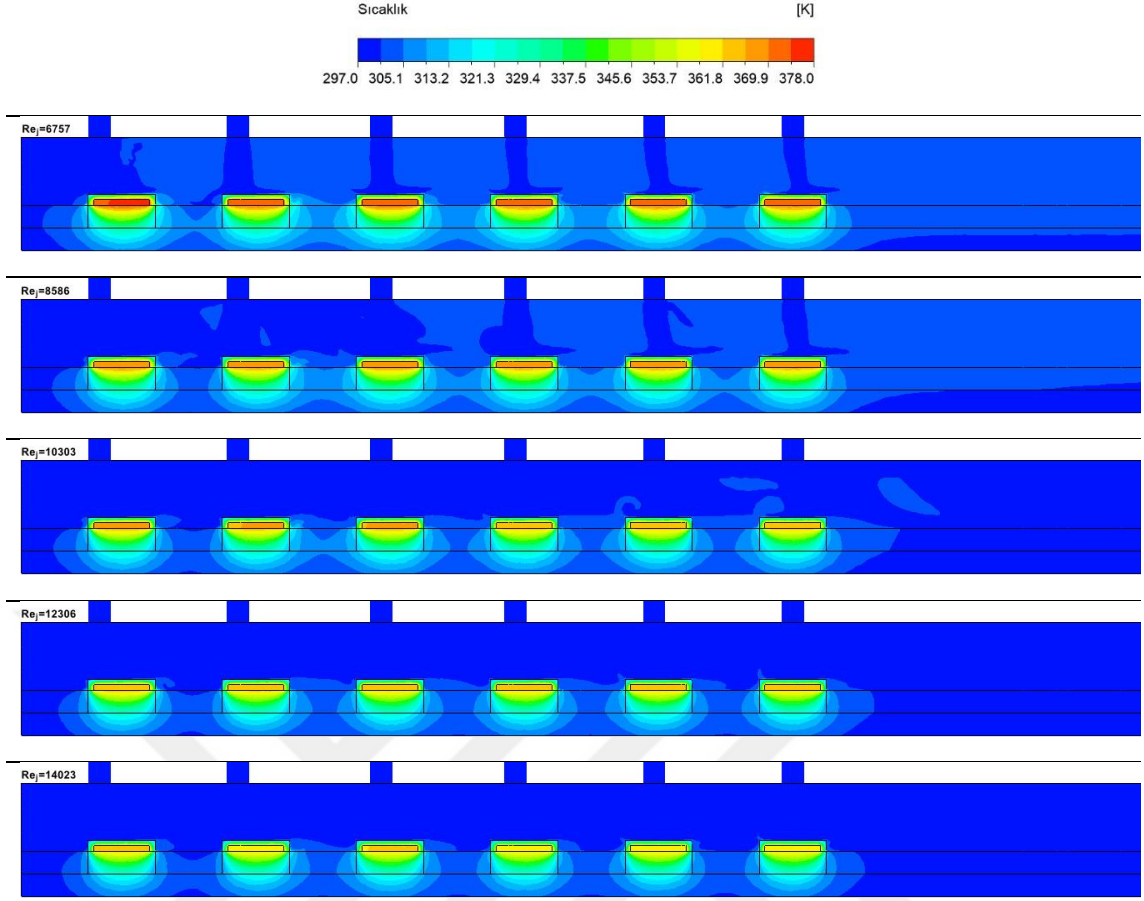 Sıcaklık [K]
297.0 305.1 313.2 321.3 329.4 337.5 345.6 353.7 361.8 369.9 378.0
Rej=6757
Rej=8586
Rej=10303
Rej=12306
Rej=14023